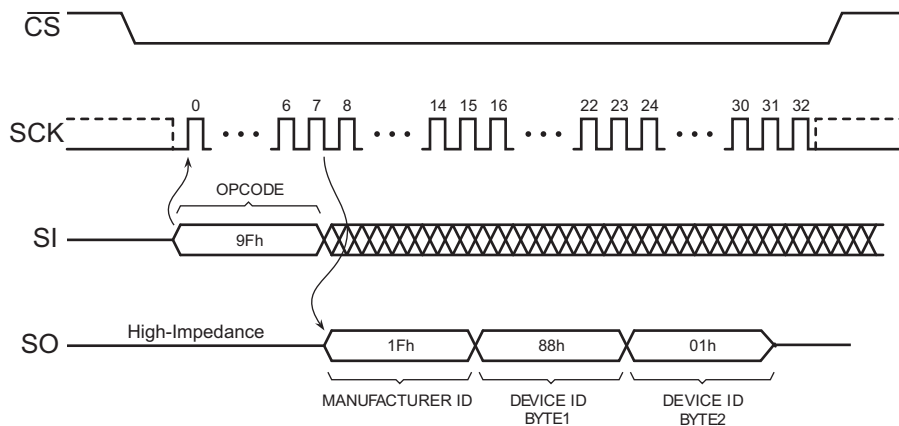 CS
0 6 7 8 14 15 16 22 23 24 30 31 32
SCK
OPCODE
SI
9Fh
High-Impedance
SO
1Fh 88h 01h
MANUFACTURER ID
DEVICE ID
BYTE1
DEVICE ID
BYTE2